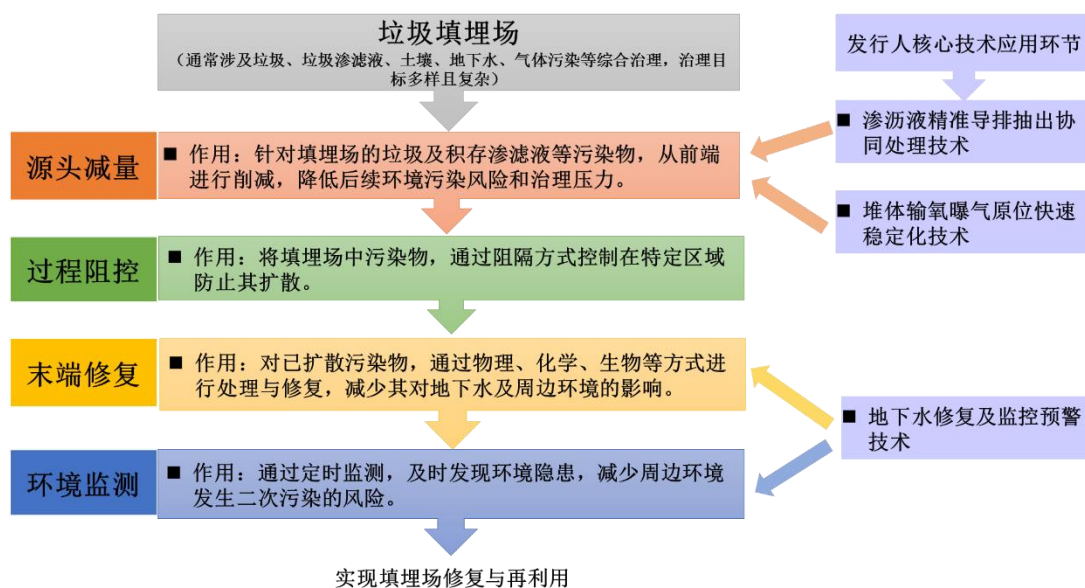 垃圾填埋场
（通常涉及垃圾、垃圾渗滤液、土壤、地下水、气体污染等综合治理，治理目
标多样且复杂）
发行人核心技术应用环节
源头减量
■ 作用：针对填埋场的垃圾及积存渗滤液等污染物，从前端
进行削减，降低后续环境污染风险和治理压力。
■ 渗沥液精准导排抽出协
同处理技术
■ 堆体输氧曝气原位快速
稳定化技术
过程阻控
■ 作用：将填埋场中污染物，通过阻隔方式控制在特定区域
防止其扩散。
末端修复
■ 作用：对已扩散污染物，通过物理、化学、生物等方式进
行处理与修复，减少其对地下水及周边环境的影响。
■ 地下水修复及监控预警
技术
环境监测
■ 作用：通过定时监测，及时发现环境隐患，减少周边环境
发生二次污染的风险。
实现填埋场修复与再利用